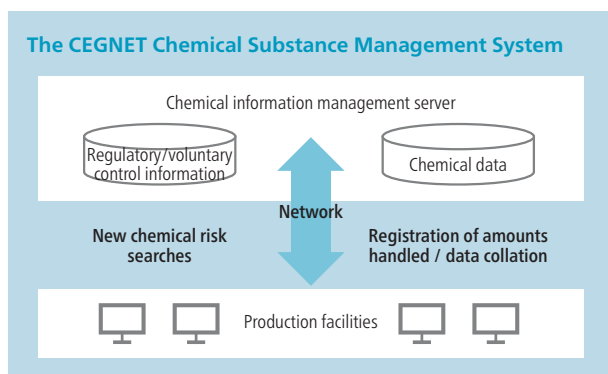 The CEGNET Chemical Substance Management System
Chemical information management server
Regulatory/voluntary
control information
Chemical data
Network
New chemical risk
searches
Registration of amounts
handled / data collation
Production facilities